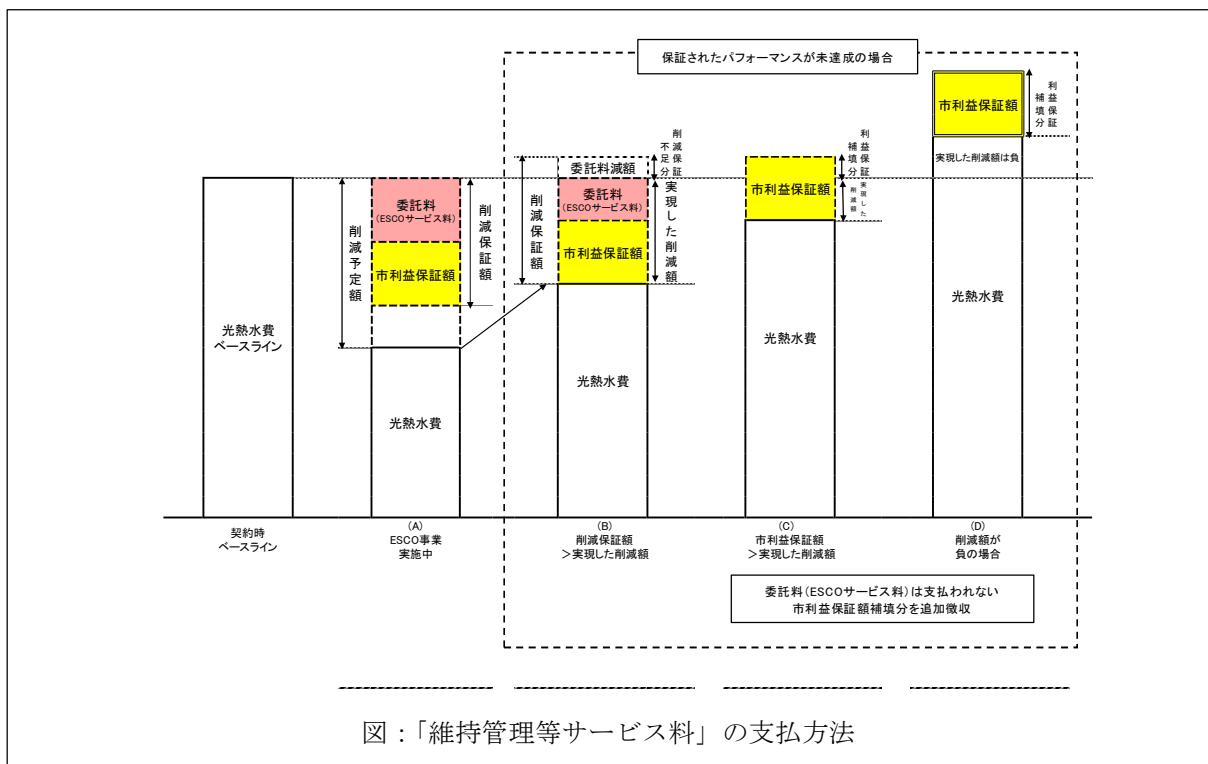 保証されたパフォーマンスが未達成の場合
光熱水費
ベースライン
削減予定額
委託料
(ESCOサービス料)
市利益保証額
削減保証額
光熱水費
削減保証額
委託料減額
委託料
(ESCOサービス料)
市利益保証額
削減保証
不足分
実現した削減額
光熱水費
市利益保証額
利益保証
補填分
実現した
削減額
光熱水費
市利益保証額
利益保証
補填分
実現した削減額は負
光熱水費
契約時
ベースライン
(A)
ESCO事業
実施中
(B)
削減保証額
>実現した削減額
(C)
市利益保証額
>実現した削減額
(D)
削減額が
負の場合
委託料(ESCOサービス料)は支払われない
市利益保証額補填分を追加徴収
図:「維持管理等サービス料」の支払方法